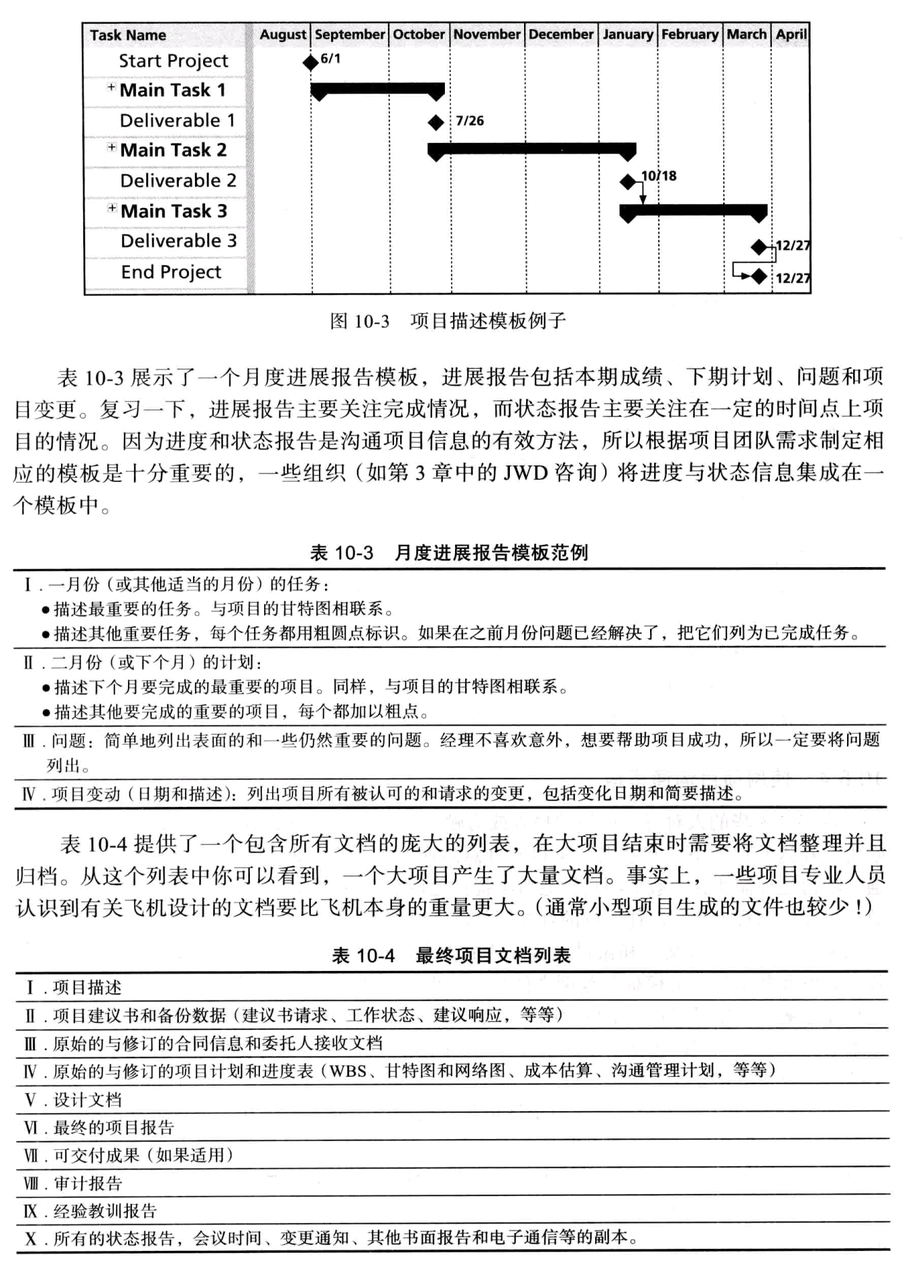 Task Name August September October November December January February March April
Start Project 6/1
+ Main Task 1
Deliverable 1 7/26
+ Main Task 2
Deliverable 2 10/18
+ Main Task 3
Deliverable 3 12/27
End Project 12/27
图 10-3 项目描述模板例子
表 10-3 展示了一个月度进展报告模板，进展报告包括本期成绩、下期计划、问题和项
目变更。复习一下，进展报告主要关注完成情况，而状态报告主要关注在一定的时间点上项
目的情况。因为进度和状态报告是沟通项目信息的有效方法，所以根据项目团队需求制定相
应的模板是十分重要的，一些组织（如第 3 章中的 JWD 咨询）将进度与状态信息集成在一
个模板中。
表 10-3 月度进展报告模板范例
Ⅰ．一月份（或其他适当的月份）的任务：
●描述最重要的任务。与项目的甘特图相联系。
●描述其他重要任务，每个任务都用粗圆点标识。如果在之前月份问题已经解决了，把它们列为已完成任务。
Ⅱ．二月份（或下个月）的计划：
●描述下个月要完成的最重要的项目。同样，与项目的甘特图相联系。
●描述其他要完成的重要的项目，每个都加以粗点。
Ⅲ．问题：简单地列出表面的和一些仍然重要的问题。经理不喜欢意外，想要帮助项目成功，所以一定要将问题
列出。
Ⅳ．项目变动（日期和描述）：列出项目所有被认可的和请求的变更，包括变化日期和简要描述。
表 10-4 提供了一个包含所有文档的庞大的列表，在大项目结束时需要将文档整理并且
归档。从这个列表中你可以看到，一个大项目产生了大量文档。事实上，一些项目专业人员
认识到有关飞机设计的文档要比飞机本身的重量更大。（通常小型项目生成的文件也较少！）
表 10-4 最终项目文档列表
Ⅰ．项目描述
Ⅱ．项目建议书和备份数据（建议书请求、工作状态、建议响应，等等）
Ⅲ．原始的与修订的合同信息和委托人接收文档
Ⅳ．原始的与修订的项目计划和进度表（WBS、甘特图和网络图、成本估算、沟通管理计划，等等）
Ⅴ．设计文档
Ⅵ．最终的项目报告
Ⅶ．可交付成果（如果适用）
Ⅷ．审计报告
Ⅸ．经验教训报告
Ⅹ．所有的状态报告，会议时间、变更通知、其他书面报告和电子通信等的副本。